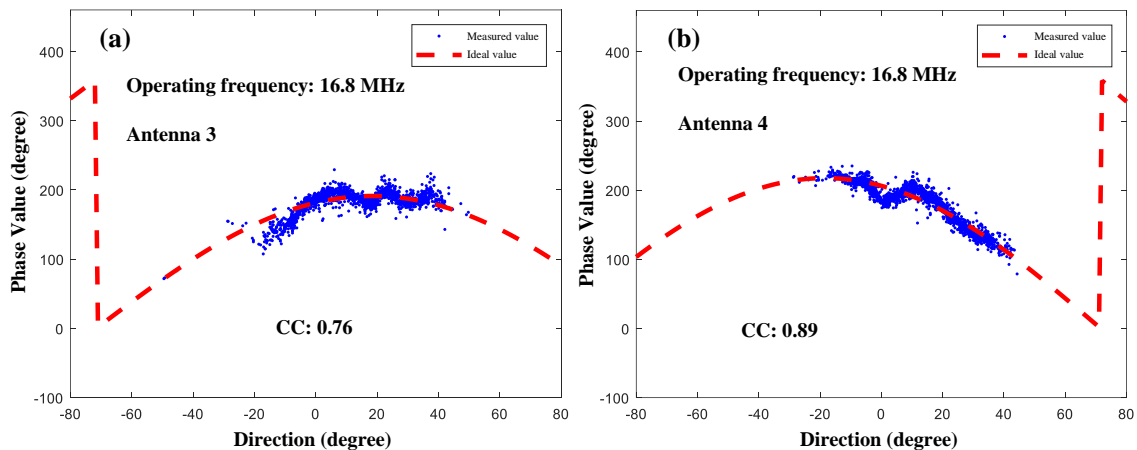 (a)
Measured value
Ideal value
Operating frequency: 16.8 MHz
Antenna 3
CC: 0.76
Phase Value (degree)
400
300
200
100
0
-100
-80 -60 -40 -20 0 20 40 60 80
Direction (degree)
(b)
Measured value
Ideal value
Operating frequency: 16.8 MHz
Antenna 4
CC: 0.89
Phase Value (degree)
400
300
200
100
0
-100
-80 -60 -40 -20 0 20 40 60 80
Direction (degree)